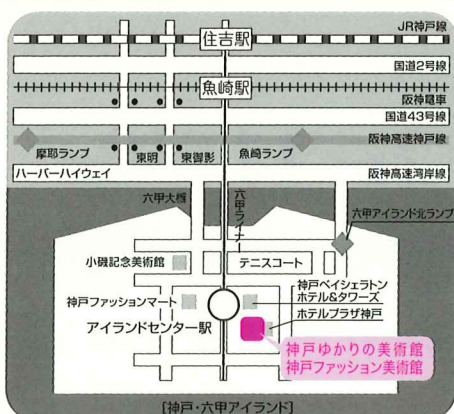 JR神戸線
住吉駅
国道2号線
魚崎駅
阪神電車
国道43号線
阪神高速神戸線
摩耶ランプ
東明
東御影
魚崎ランプ
ハーバーハイウェイ
阪神高速湾岸線
六甲大橋
六甲ライナー
六甲アイランド北ランプ
小磯記念美術館
テニスコート
神戸ファッションマート
神戸ベイシェラトン
ホテル&タワーズ
アイランドセンター駅
ホテルプラザ神戸
神戸ゆかりの美術館
神戸ファッション美術館
[神戸・六甲アイランド]